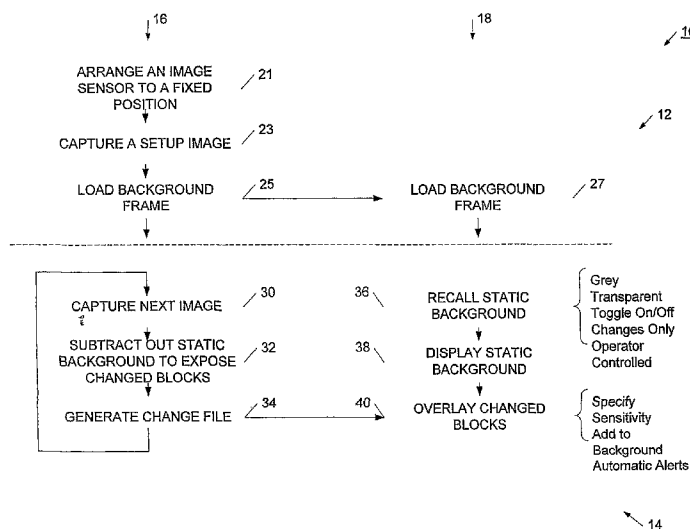 16
18
10
ARRANGE AN IMAGE
SENSOR TO A FIXED
POSITION
21
12
CAPTURE A SETUP IMAGE
23
LOAD BACKGROUND
FRAME
25
LOAD BACKGROUND
FRAME
27
CAPTURE NEXT IMAGE
30
SUBTRACT OUT STATIC
BACKGROUND TO EXPOSE
CHANGED BLOCKS
32
GENERATE CHANGE FILE
34
36
RECALL STATIC
BACKGROUND
Grey
Transparent
Toggle On/Off
Changes Only
Operator
Controlled
38
DISPLAY STATIC
BACKGROUND
40
OVERLAY CHANGED
BLOCKS
Specify
Sensitivity
Add to
Background
Automatic Alerts
14